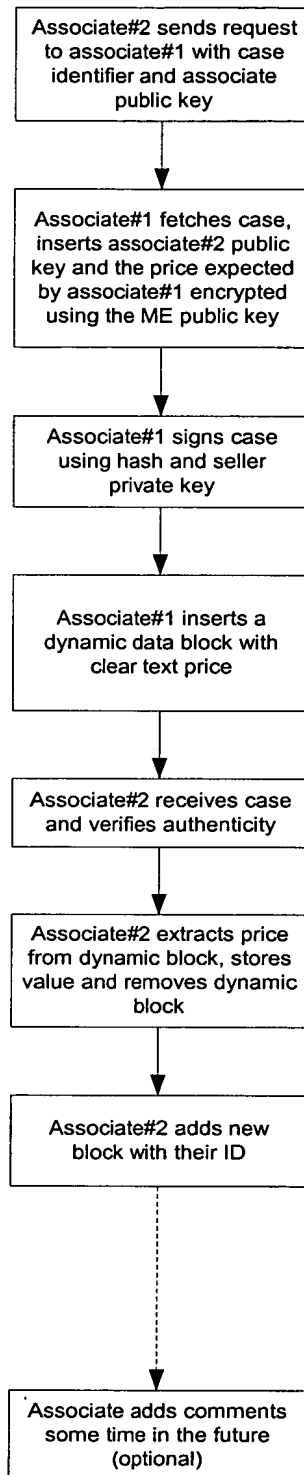 Associate#2 sends request
to associate#1 with case
identifier and associate
public key
Associate#1 fetches case,
inserts associate#2 public
key and the price expected
by associate#1 encrypted
using the ME public key
Associate#1 signs case
using hash and seller
private key
Associate#1 inserts a
dynamic data block with
clear text price
Associate#2 receives case
and verifies authenticity
Associate#2 extracts price
from dynamic block, stores
value and removes dynamic
block
Associate#2 adds new
block with their ID
Associate adds comments
some time in the future
(optional)